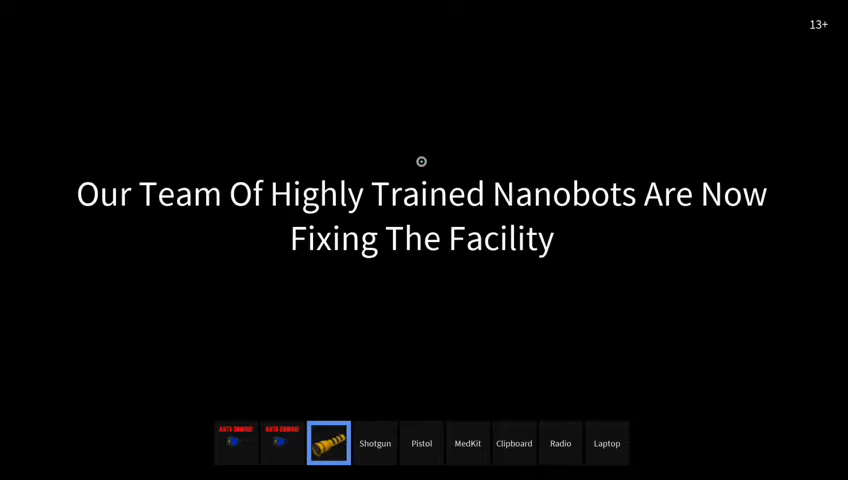 13+
Our Team Of Highly Trained Nanobots Are Now
Fixing The Facility
ANTI ZOMBIE ANTI ZOMBIE Shotgun Pistol MedKit Clipboard Radio Laptop